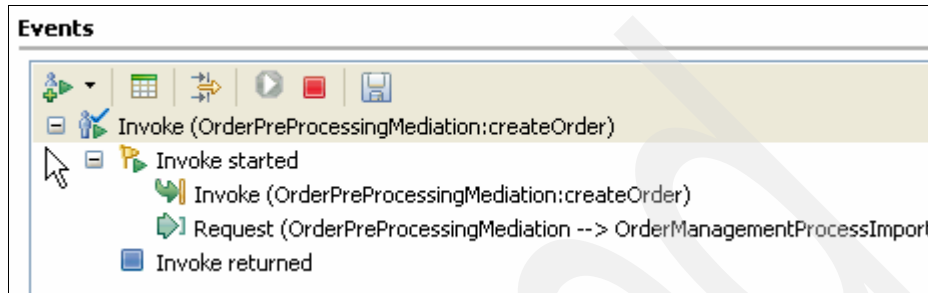 Events
Invoke (OrderPreProcessingMediation:createOrder)
Invoke started
Invoke (OrderPreProcessingMediation:createOrder)
Request (OrderPreProcessingMediation --> OrderManagementProcessImport
Invoke returned